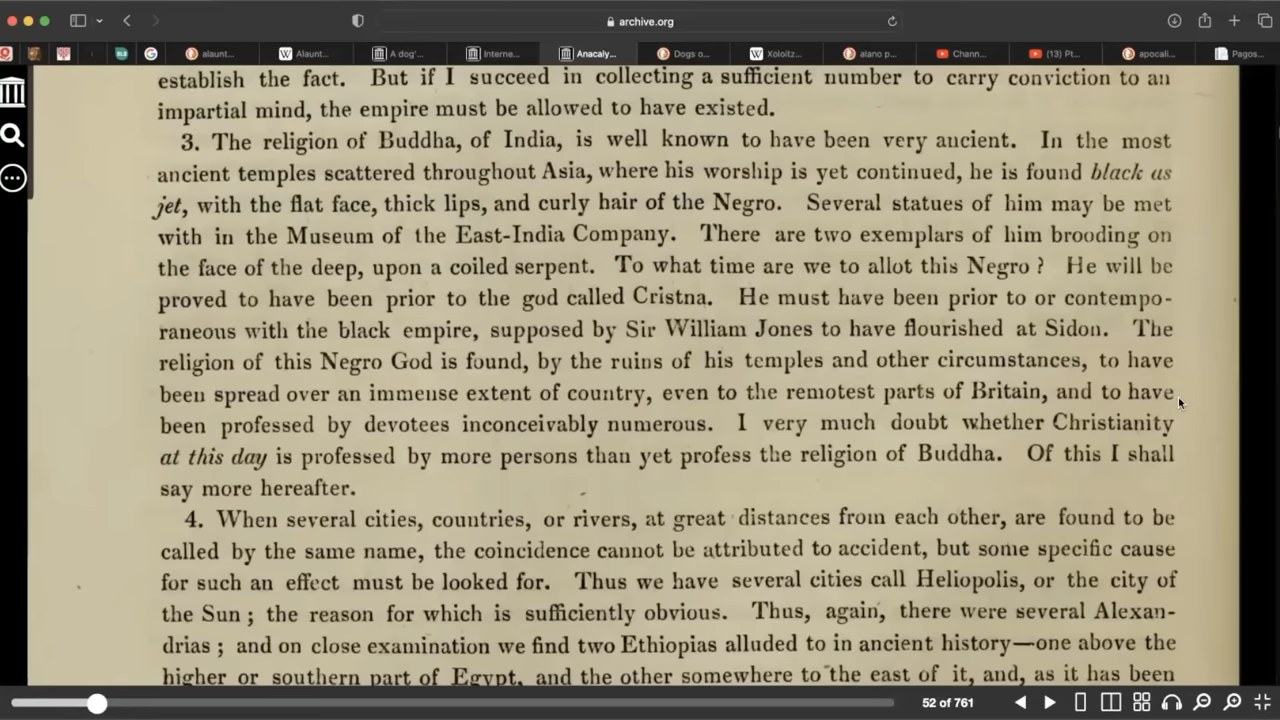 archive.org
alaunt...
Alaunt...
A dog'...
Interne...
Anacaly...
Dogs o...
Xoloitz...
alano p...
Chann...
(13) Pt...
apocali...
Pagos...
establish the fact. But if I succeed in collecting a sufficient number to carry conviction to an
impartial mind, the empire must be allowed to have existed.
3. The religion of Buddha, of India, is well known to have been very ancient. In the most
ancient temples scattered throughout Asia, where his worship is yet continued, he is found black as
jet, with the flat face, thick lips, and curly hair of the Negro. Several statues of him may be met
with in the Museum of the East-India Company. There are two exemplars of him brooding on
the face of the deep, upon a coiled serpent. To what time are we to allot this Negro ? He will be
proved to have been prior to the god called Cristna. He must have been prior to or contempo-
raneous with the black empire, supposed by Sir William Jones to have flourished at Sidon. The
religion of this Negro God is found, by the ruins of his temples and other circumstances, to have
been spread over an immense extent of country, even to the remotest parts of Britain, and to have
been professed by devotees inconceivably numerous. I very much doubt whether Christianity
at this day is professed by more persons than yet profess the religion of Buddha. Of this I shall
say more hereafter.
4. When several cities, countries, or rivers, at great distances from each other, are found to be
called by the same name, the coincidence cannot be attributed to accident, but some specific cause
for such an effect must be looked for. Thus we have several cities call Heliopolis, or the city of
the Sun ; the reason for which is sufficiently obvious. Thus, again, there were several Alexan-
drias ; and on close examination we find two Ethiopias alluded to in ancient history—one above the
higher or southern part of Egypt, and the other somewhere to the east of it, and, as it has been
52 of 761